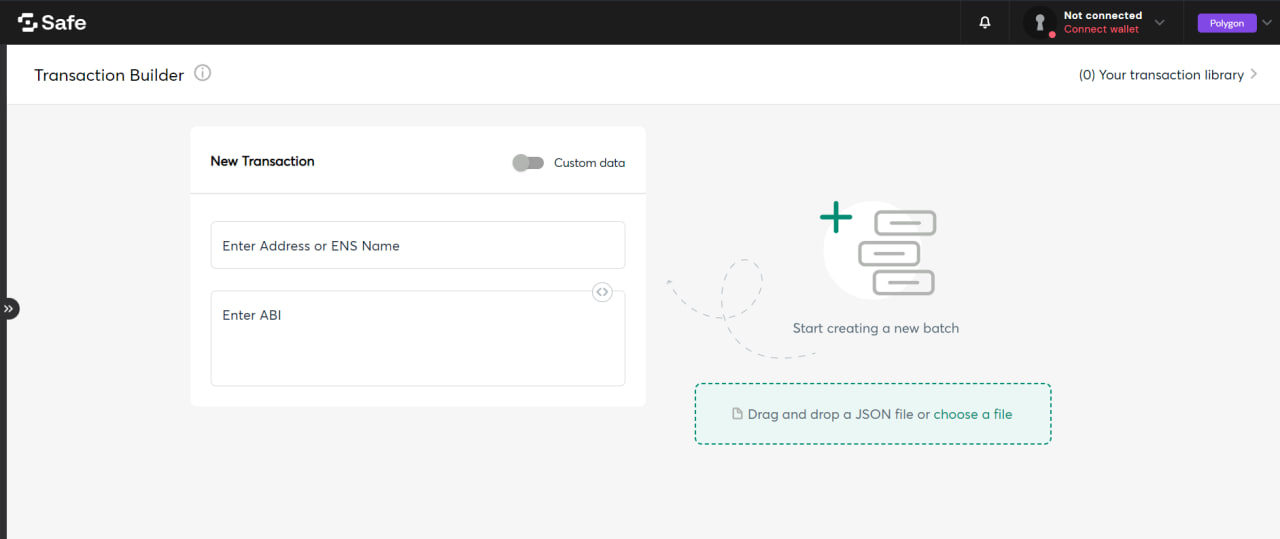 Safe
Not connected
Connect wallet
Polygon
Transaction Builder
(0) Your transaction library
New Transaction
Custom data
Enter Address or ENS Name
Enter ABI
Start creating a new batch
Drag and drop a JSON file or choose a file